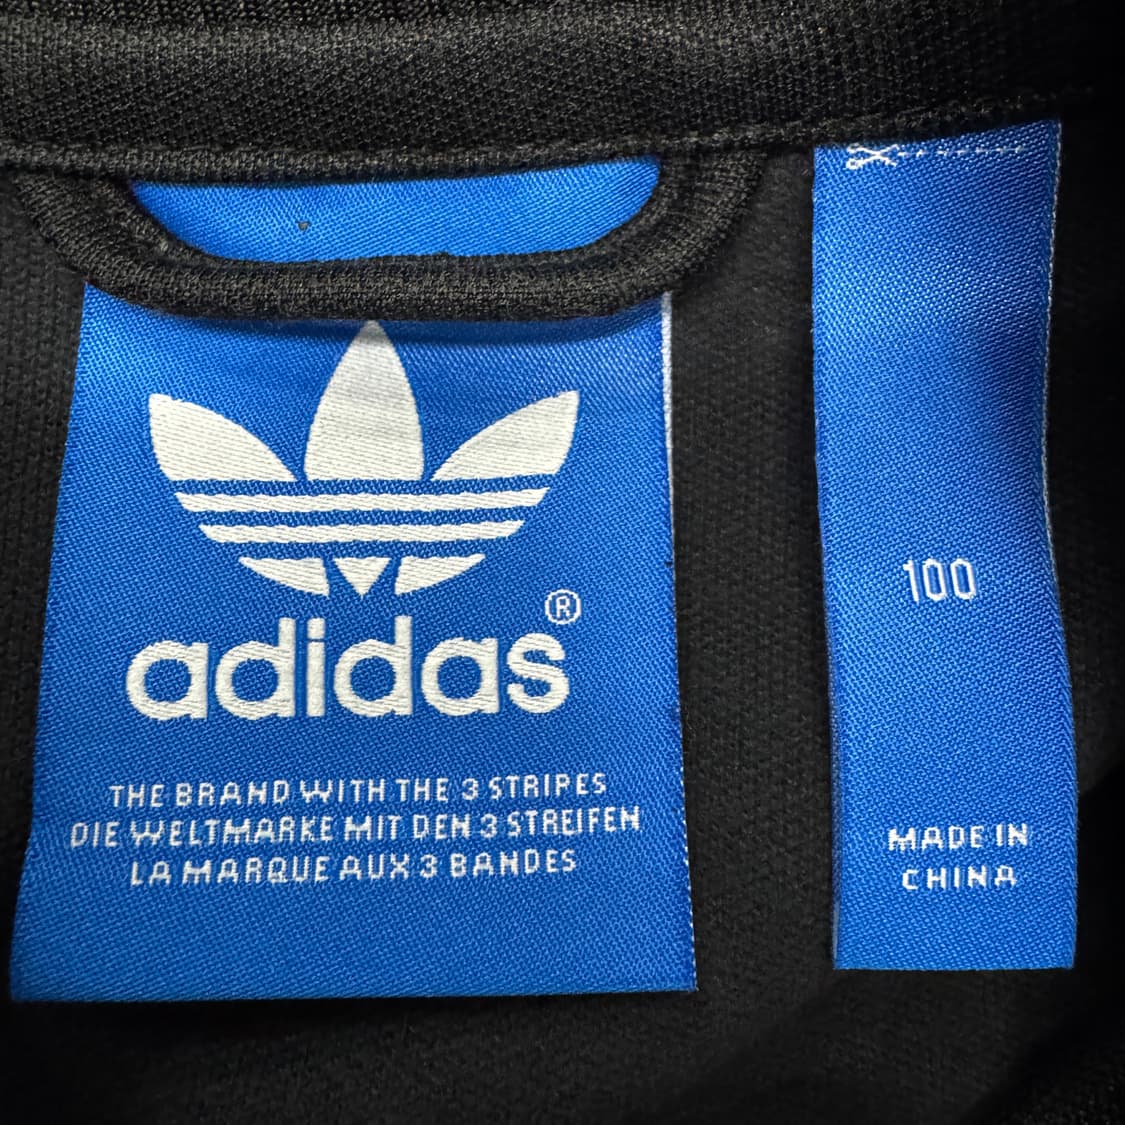 adidas®
THE BRAND WITH THE 3 STRIPES
DIE WELTMARKE MIT DEN 3 STREIFEN
LA MARQUE AUX 3 BANDES
100
MADE IN
CHINA